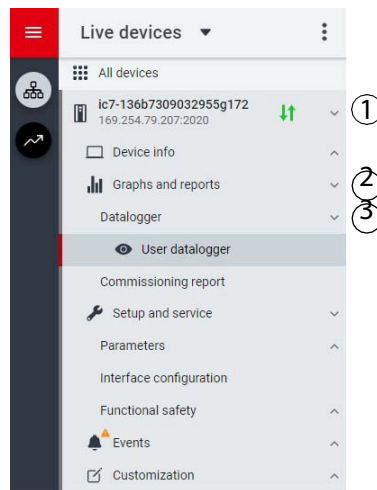 Live devices
All devices
ic7-136b7309032955g172
169.254.79.207:2020
1
Device info
Graphs and reports
2
Datalogger
3
User datalogger
Commissioning report
Setup and service
Parameters
Interface configuration
Functional safety
Events
Customization